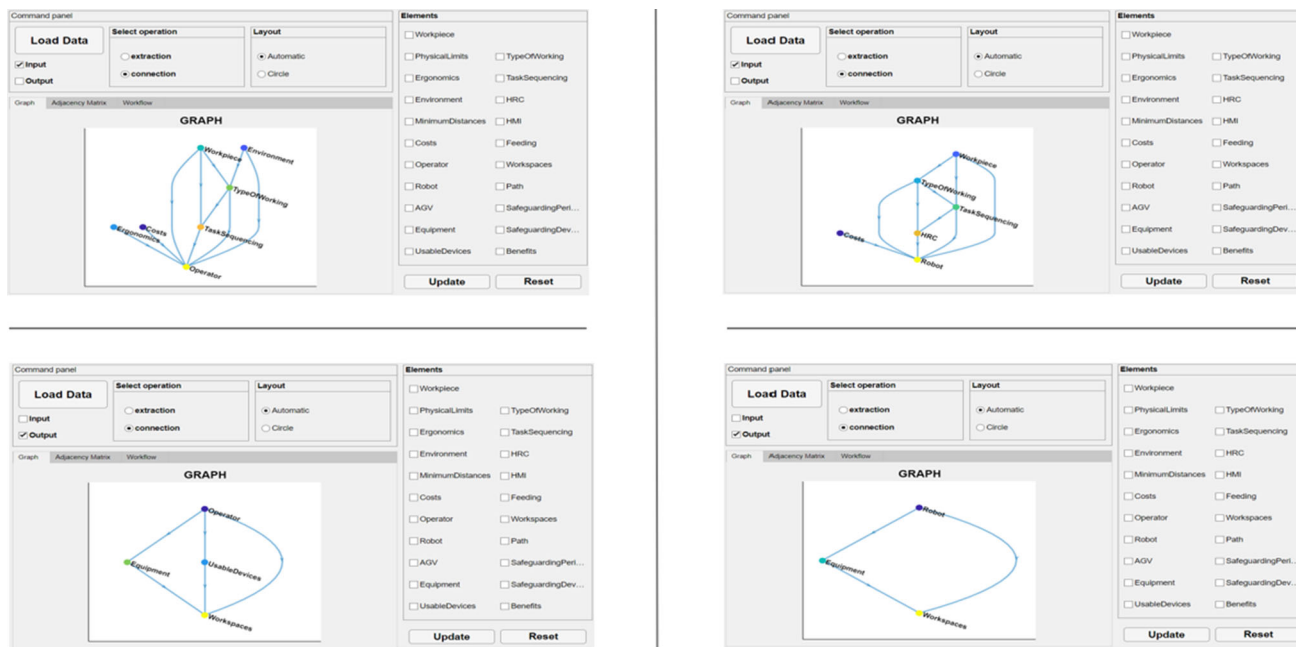 Command panel
Load Data
Input
Output
Select operation
extraction
connection
Layout
Automatic
Circle
Graph Adjacency Matrix Workflow
GRAPH
Workpiece
Environment
TypeOfWorking
Costs
Ergonomics
TaskSequencing
Operator
Elements
Workpiece
PhysicalLimits TypeOfWorking
Ergonomics TaskSequencing
Environment HRC
MinimumDistances HMI
Costs Feeding
Operator Workspaces
Robot Path
AGV SafeguardingPeri...
Equipment SafeguardingDev...
UsableDevices Benefits
Update Reset
Command panel
Load Data
Input
Output
Select operation
extraction
connection
Layout
Automatic
Circle
Graph Adjacency Matrix Workflow
GRAPH
Workpiece
TypeOfWorking
TaskSequencing
Costs
HRC
Robot
Elements
Workpiece
PhysicalLimits TypeOfWorking
Ergonomics TaskSequencing
Environment HRC
MinimumDistances HMI
Costs Feeding
Operator Workspaces
Robot Path
AGV SafeguardingPeri...
Equipment SafeguardingDev...
UsableDevices Benefits
Update Reset
Command panel
Load Data
Input
Output
Select operation
extraction
connection
Layout
Automatic
Circle
Graph Adjacency Matrix Workflow
GRAPH
Operator
Equipment
UsableDevices
Workspaces
Elements
Workpiece
PhysicalLimits TypeOfWorking
Ergonomics TaskSequencing
Environment HRC
MinimumDistances HMI
Costs Feeding
Operator Workspaces
Robot Path
AGV SafeguardingPeri...
Equipment SafeguardingDev...
UsableDevices Benefits
Update Reset
Command panel
Load Data
Input
Output
Select operation
extraction
connection
Layout
Automatic
Circle
Graph Adjacency Matrix Workflow
GRAPH
Robot
Equipment
Workspaces
Elements
Workpiece
PhysicalLimits TypeOfWorking
Ergonomics TaskSequencing
Environment HRC
MinimumDistances HMI
Costs Feeding
Operator Workspaces
Robot Path
AGV SafeguardingPeri...
Equipment SafeguardingDev...
UsableDevices Benefits
Update Reset